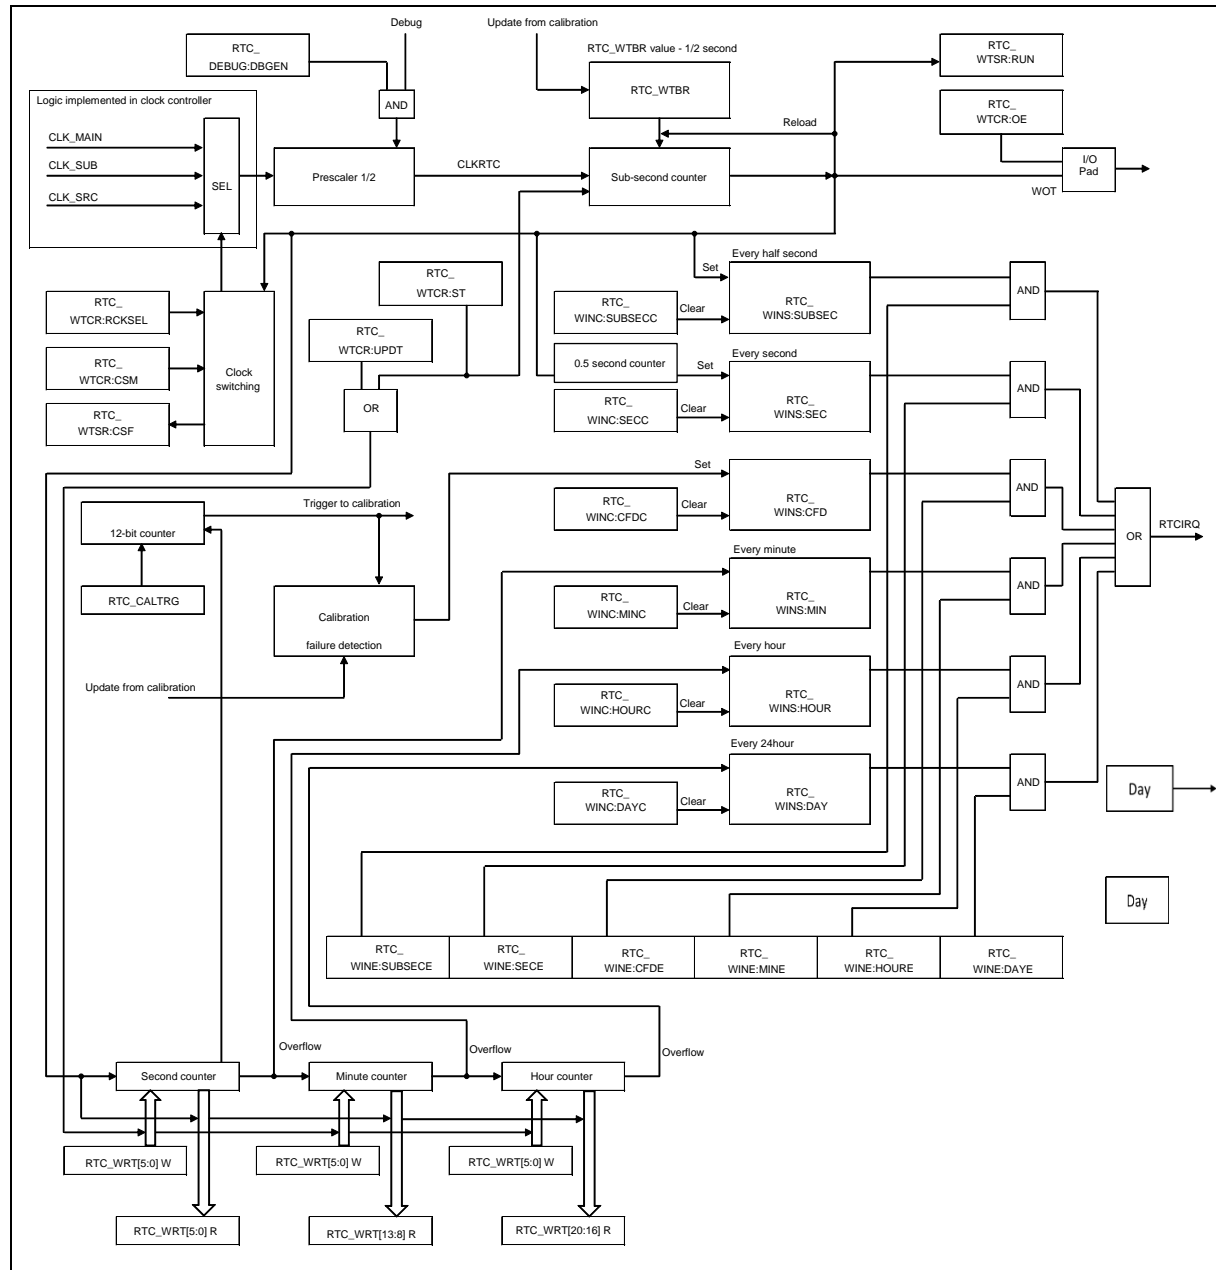 Debug
Update from calibration
RTC_
DEBUG:DBGEN
RTC_WTBR value - 1/2 second
RTC_
WTSR:RUN
AND
RTC_WTBR
Logic implemented in clock controller
RTC_
WTCR:OE
Reload
CLK_MAIN
CLK_SUB
CLK_SRC
SEL
Prescaler 1/2
CLKRTC
Sub-second counter
I/O
Pad
WOT
Every half second
Set
RTC_
WTCR:ST
RTC_
WINC:SUBSECC
Clear
RTC_
WINS:SUBSEC
AND
RTC_
WTCR:RCKSEL
RTC_
WTCR:UPDT
Every second
0.5 second counter
Set
RTC_
WTCR:CSM
Clock
switching
RTC_
WINS:SEC
AND
OR
RTC_
WINC:SECC
Clear
RTC_
WTSR:CSF
Set
RTC_
WINS:CFD
AND
Trigger to calibration
RTC_
WINC:CFDC
Clear
12-bit counter
OR
RTCIRQ
Every minute
RTC_CALTRG
RTC_
WINC:MINC
Clear
RTC_
WINS:MIN
AND
Calibration
failure detection
Every hour
Update from calibration
RTC_
WINC:HOURC
Clear
RTC_
WINS:HOUR
AND
Every 24hour
RTC_
WINC:DAYC
Clear
RTC_
WINS:DAY
AND
Day
Day
RTC_
WINE:SUBSECE
RTC_
WINE:SECE
RTC_
WINE:CFDE
RTC_
WINE:MINE
RTC_
WINE:HOURE
RTC_
WINE:DAYE
Overflow
Overflow
Overflow
Second counter
Minute counter
Hour counter
RTC_WRT[5:0] W
RTC_WRT[5:0] W
RTC_WRT[5:0] W
RTC_WRT[5:0] R
RTC_WRT[13:8] R
RTC_WRT[20:16] R